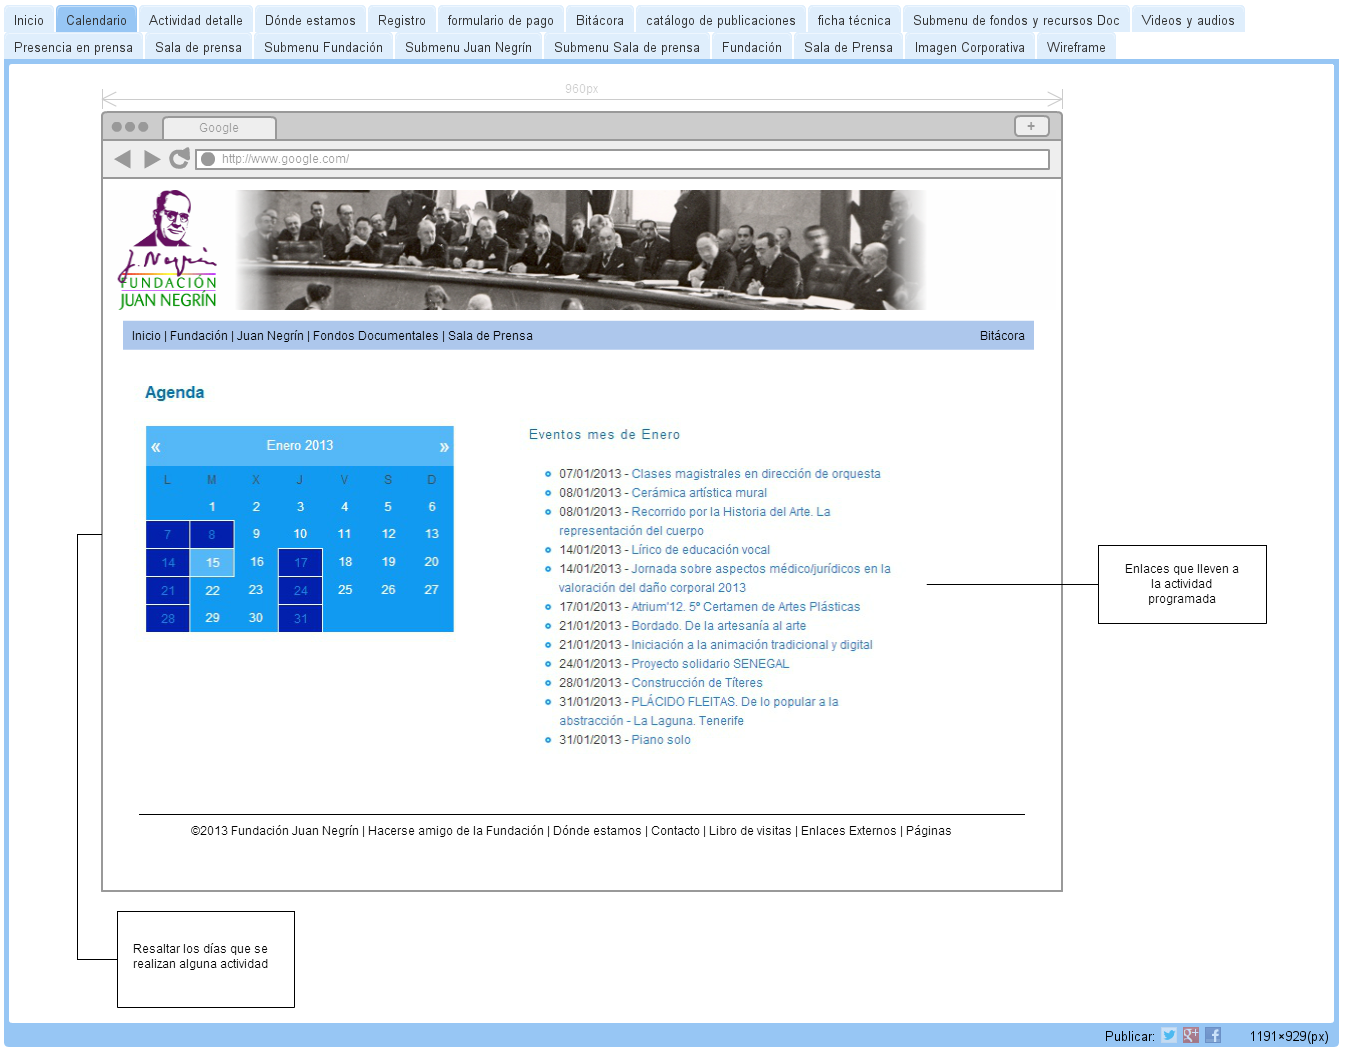 Inicio Calendario Actividad detalle Dónde estamos Registro formulario de pago Bitácora catálogo de publicaciones ficha técnica Submenu de fondos y recursos Doc Videos y audios
Presencia en prensa Sala de prensa Submenu Fundación Submenu Juan Negrín Submenu Sala de prensa Fundación Sala de Prensa Imagen Corporativa Wireframe
960px
Google +
http://www.google.com/
J. Negrín
FUNDACIÓN
JUAN NEGRÍN
Inicio | Fundación | Juan Negrín | Fondos Documentales | Sala de Prensa Bitácora
Agenda
« Enero 2013 »
L M X J V S D
1 2 3 4 5 6
7 8 9 10 11 12 13
14 15 16 17 18 19 20
21 22 23 24 25 26 27
28 29 30 31
Eventos mes de Enero
07/01/2013 - Clases magistrales en dirección de orquesta
08/01/2013 - Cerámica artística mural
08/01/2013 - Recorrido por la Historia del Arte. La
representación del cuerpo
14/01/2013 - Lírico de educación vocal
14/01/2013 - Jornada sobre aspectos médico/jurídicos en la
valoración del daño corporal 2013
17/01/2013 - Atrium'12. 5º Certamen de Artes Plásticas
21/01/2013 - Bordado. De la artesanía al arte
21/01/2013 - Iniciación a la animación tradicional y digital
24/01/2013 - Proyecto solidario SENEGAL
28/01/2013 - Construcción de Títeres
31/01/2013 - PLÁCIDO FLEITAS. De lo popular a la
abstracción - La Laguna. Tenerife
31/01/2013 - Piano solo
Enlaces que lleven a
la actividad
programada
©2013 Fundación Juan Negrín | Hacerse amigo de la Fundación | Dónde estamos | Contacto | Libro de visitas | Enlaces Externos | Páginas
Resaltar los días que se
realizan alguna actividad
Publicar: 1191×929(px)